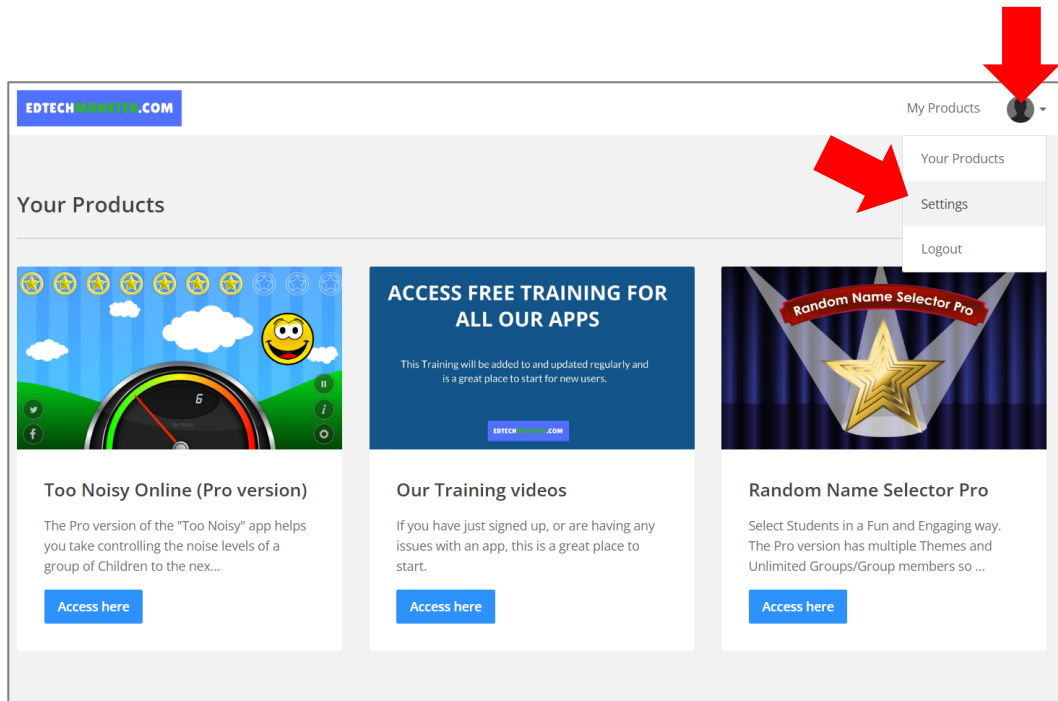 EDTECHMONSTER.COM
My Products
Your Products
Settings
Logout
Your Products
6
Too Noisy
ACCESS FREE TRAINING FOR
ALL OUR APPS
This Training will be added to and updated regularly and
is a great place to start for new users.
EDTECHMONSTER.COM
Random Name Selector Pro
Too Noisy Online (Pro version)
The Pro version of the "Too Noisy" app helps
you take controlling the noise levels of a
group of Children to the nex...
Access here
Our Training videos
If you have just signed up, or are having any
issues with an app, this is a great place to
start.
Access here
Random Name Selector Pro
Select Students in a Fun and Engaging way.
The Pro version has multiple Themes and
Unlimited Groups/Group members so ...
Access here